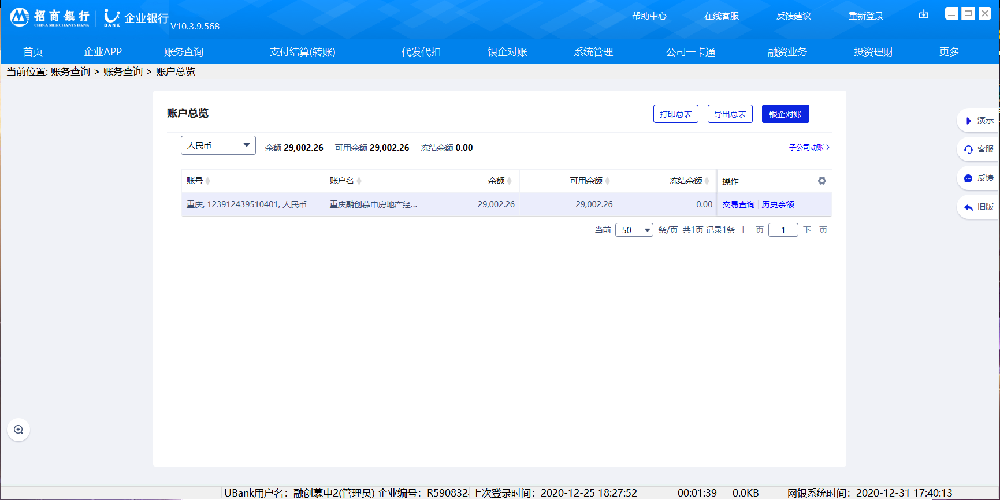 招商银行 企业银行 V10.3.9.568 帮助中心 在线客服 反馈建议 重新登录
CHINA MERCHANTS BANK BANK
首页 企业APP 账务查询 支付结算(转账) 代发代扣 银企对账 系统管理 公司一卡通 融资业务 投资理财 更多
当前位置: 账务查询 > 账务查询 > 账户总览
账户总览 打印总表 导出总表 银企对账
演示
人民币 余额 29,002.26 可用余额 29,002.26 冻结余额 0.00 子公司动账 >
客服
账号 账户名 余额 可用余额 冻结余额 操作
反馈
重庆, 123912439510401, 人民币 重庆融创慕申房地产经... 29,002.26 29,002.26 0.00 交易查询 历史余额
旧版
当前 50 条/页 共1页 记录1条 上一页 1 下一页
UBank用户名：融创慕申2(管理员) 企业编号：R590832 上次登录时间：2020-12-25 18:27:52 00:01:39 0.0KB 网银系统时间：2020-12-31 17:40:13